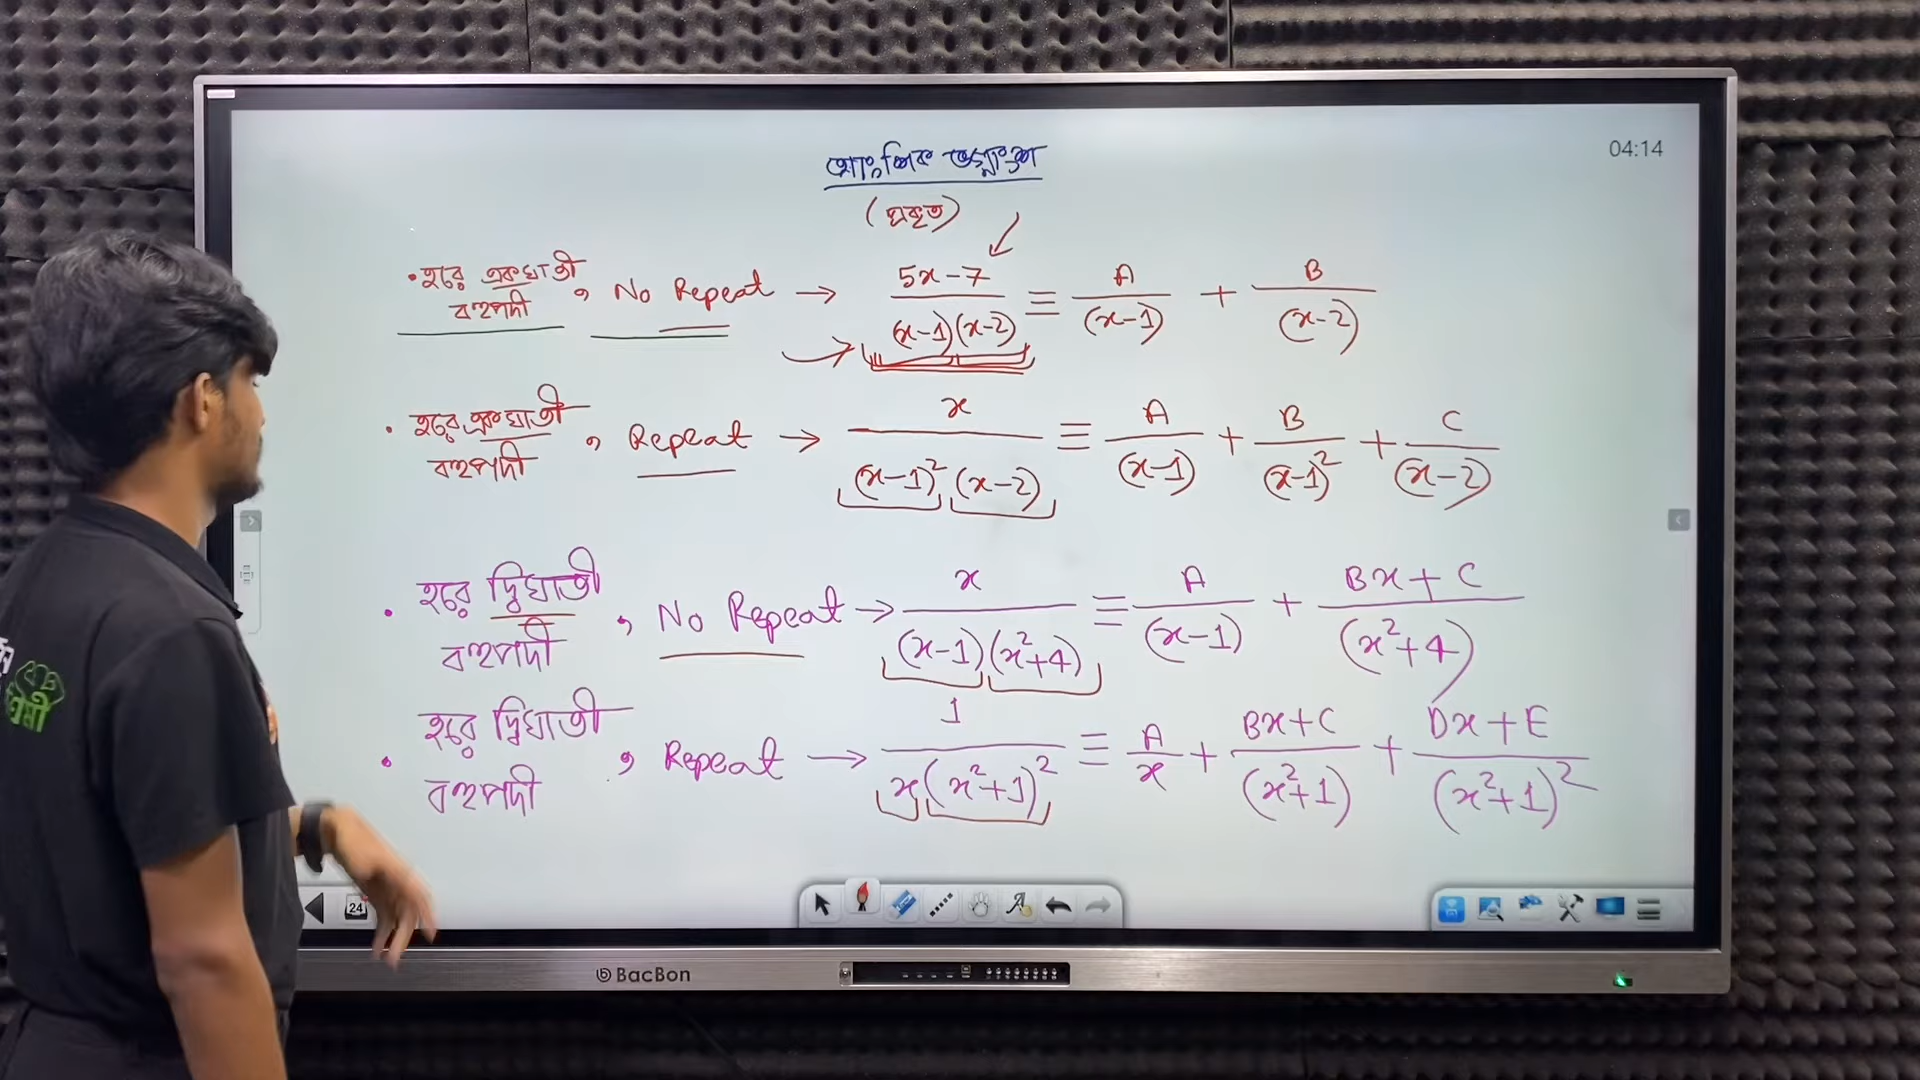 আংশিক ভগ্নাংশ
04:14
(প্রকৃত)
• হরে একঘাতী বহুপদী , No Repeat → (5x-7)/((x-1)(x-2)) ≡ A/(x-1) + B/(x-2)
• হরে একঘাতী বহুপদী , Repeat → x/((x-1)²(x-2)) ≡ A/(x-1) + B/(x-1)² + C/(x-2)
• হরে দ্বিঘাতী বহুপদী , No Repeat → x/((x-1)(x²+4)) ≡ A/(x-1) + (Bx+C)/(x²+4)
• হরে দ্বিঘাতী বহুপদী , Repeat → 1/(x(x²+1)²) ≡ A/x + (Bx+C)/(x²+1) + (Dx+E)/(x²+1)²
24
BacBon